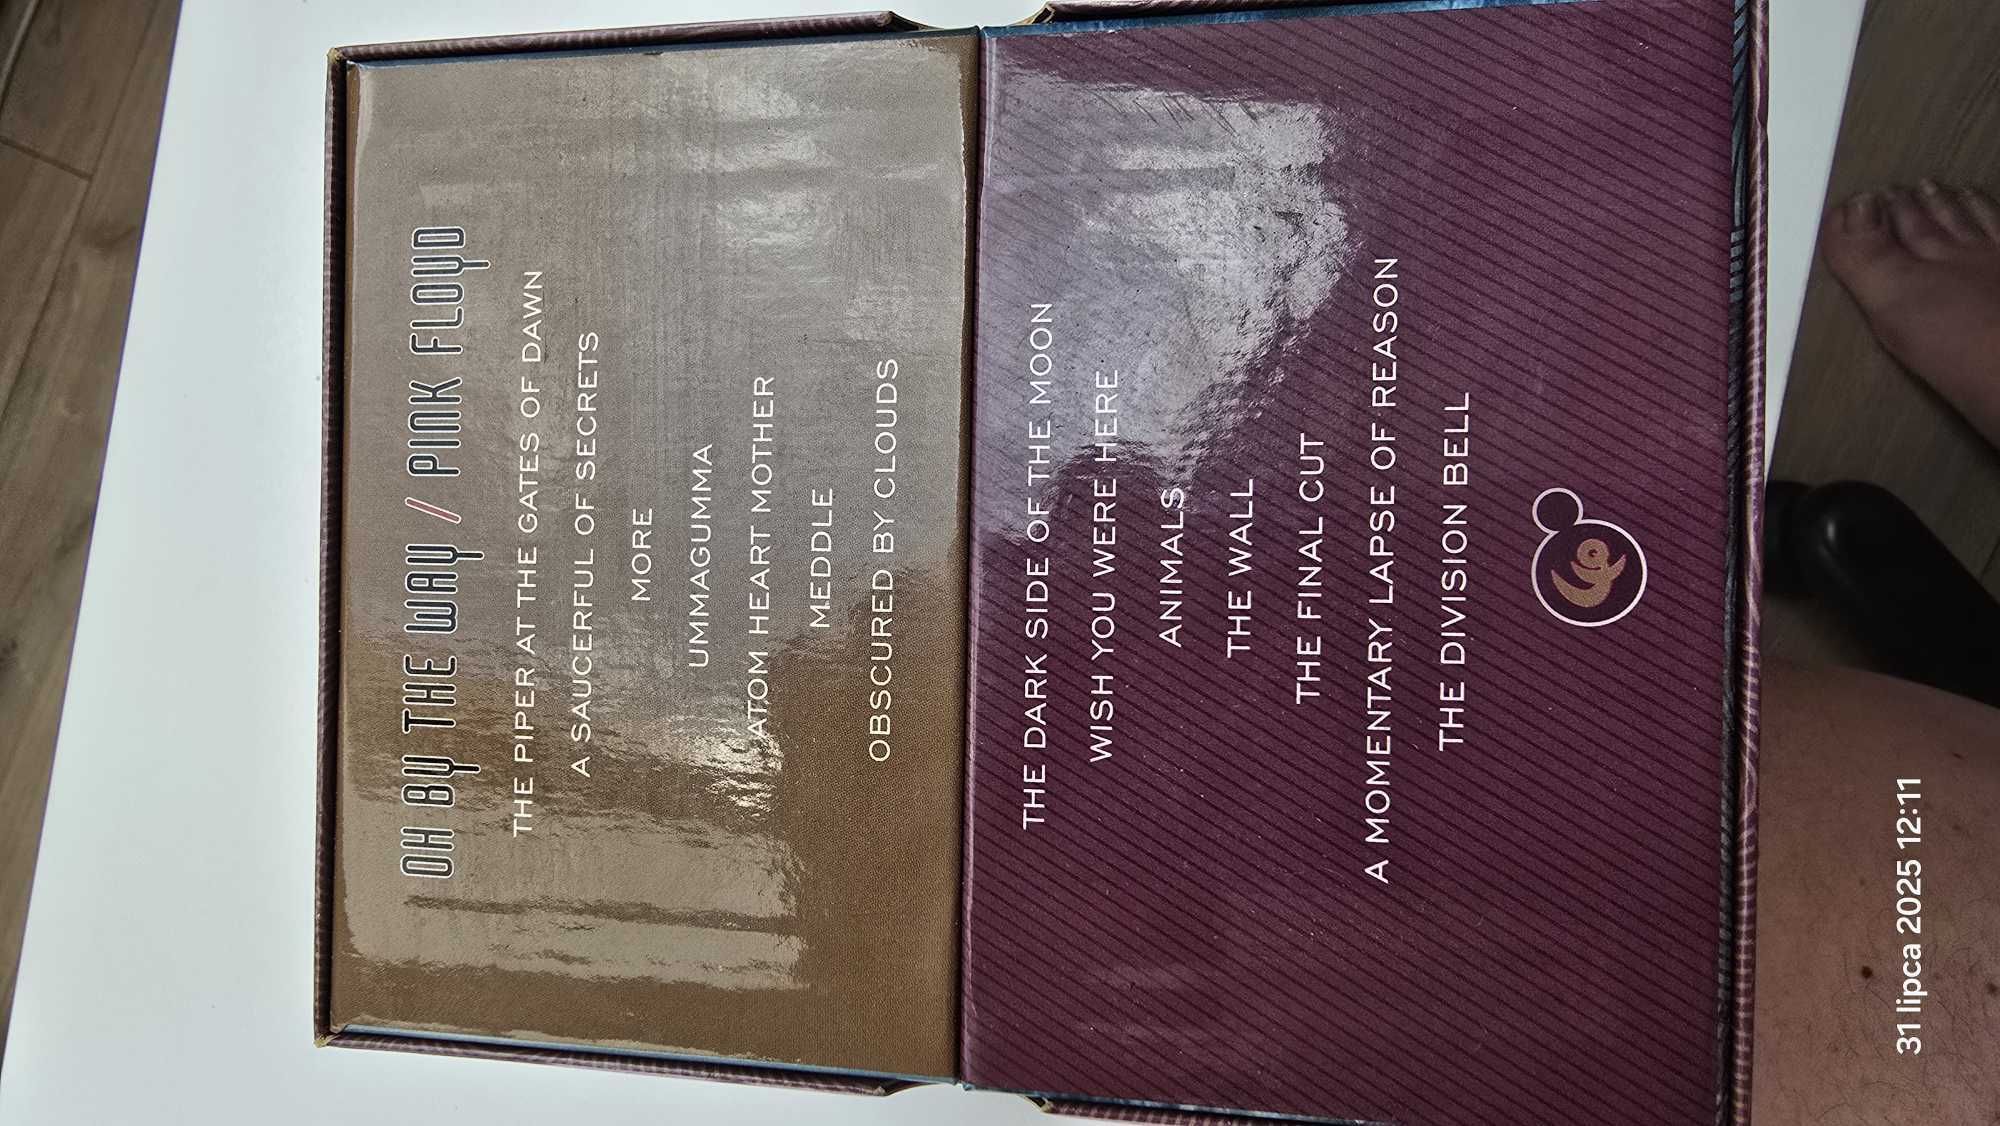 OH BY THE WAY / PINK FLOYD
THE PIPER AT THE GATES OF DAWN
A SAUCERFUL OF SECRETS
MORE
UMMAGUMMA
ATOM HEART MOTHER
MEDDLE
OBSCURED BY CLOUDS
THE DARK SIDE OF THE MOON
WISH YOU WERE HERE
ANIMALS
THE WALL
THE FINAL CUT
A MOMENTARY LAPSE OF REASON
THE DIVISION BELL
31 lipca 2025 12:11